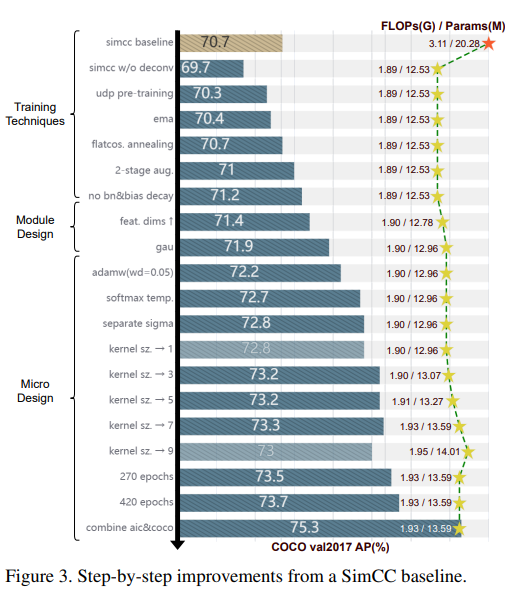 FLOPs(G) / Params(M)
simcc baseline 70.7 3.11 / 20.28
simcc w/o deconv 69.7 1.89 / 12.53
udp pre-training 70.3 1.89 / 12.53
ema 70.4 1.89 / 12.53
flatcos. annealing 70.7 1.89 / 12.53
2-stage aug. 71 1.89 / 12.53
no bn&bias decay 71.2 1.89 / 12.53
Training
Techniques
feat. dims ↑ 71.4 1.90 / 12.78
gau 71.9 1.90 / 12.96
Module
Design
adamw(wd=0.05) 72.2 1.90 / 12.96
softmax temp. 72.7 1.90 / 12.96
separate sigma 72.8 1.90 / 12.96
kernel sz. → 1 72.8 1.90 / 12.96
kernel sz. → 3 73.2 1.90 / 13.07
kernel sz. → 5 73.2 1.91 / 13.27
kernel sz. → 7 73.3 1.93 / 13.59
kernel sz. → 9 73 1.95 / 14.01
270 epochs 73.5 1.93 / 13.59
420 epochs 73.7 1.93 / 13.59
combine aic&coco 75.3 1.93 / 13.59
Micro
Design
COCO val2017 AP(%)
Figure 3. Step-by-step improvements from a SimCC baseline.